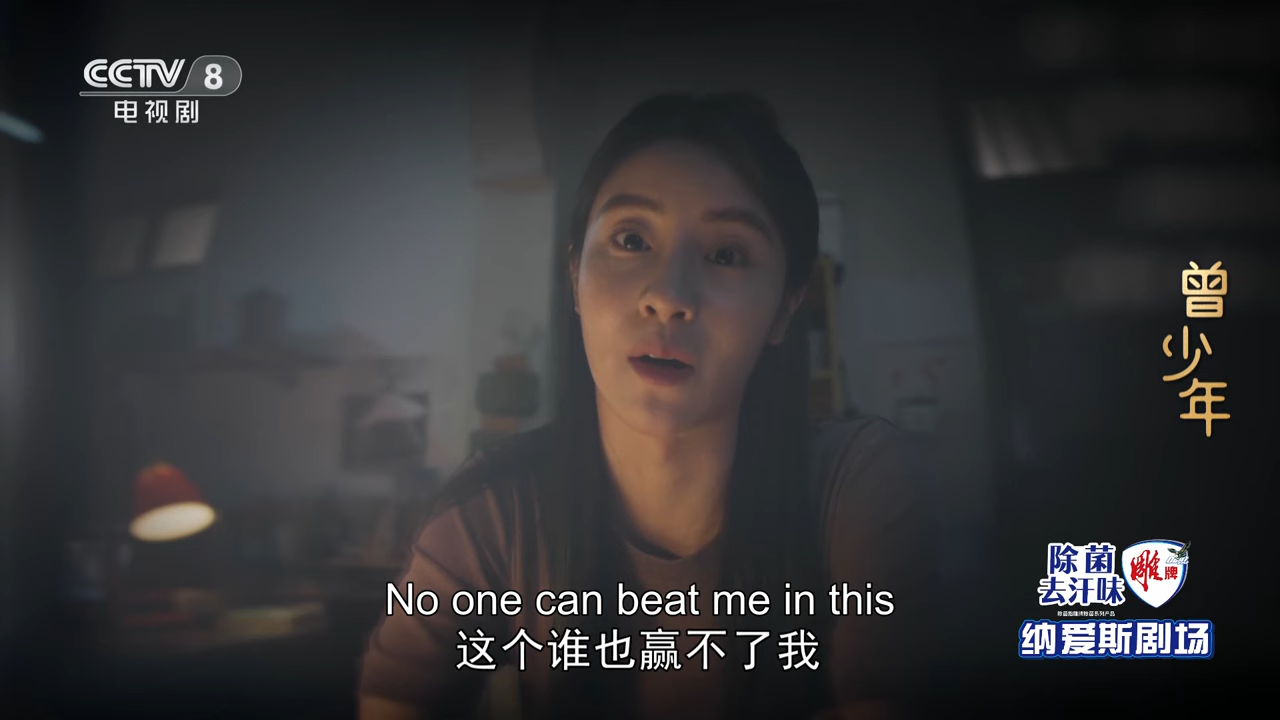 CCTV 8
电视剧
曾少年
除菌
去汗味
雕牌
纳爱斯剧场
No one can beat me in this
这个谁也赢不了我